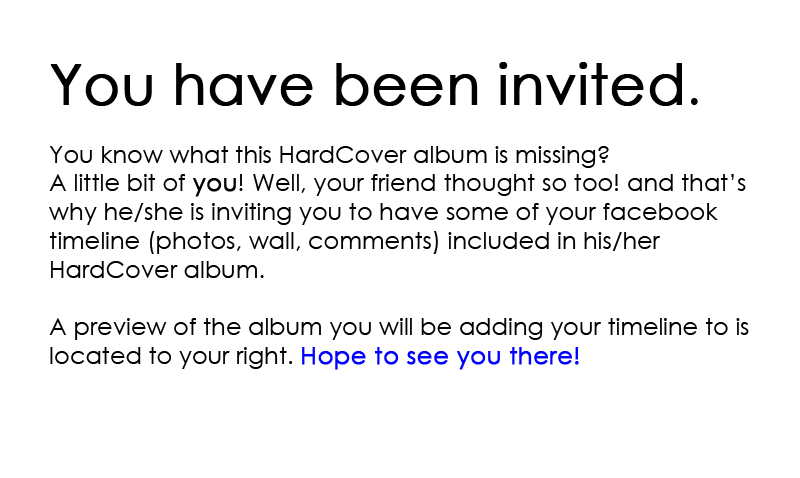 You have been invited.
You know what this HardCover album is missing?
A little bit of you! Well, your friend thought so too! and that’s
why he/she is inviting you to have some of your facebook
timeline (photos, wall, comments) included in his/her
HardCover album.
A preview of the album you will be adding your timeline to is
located to your right. Hope to see you there!